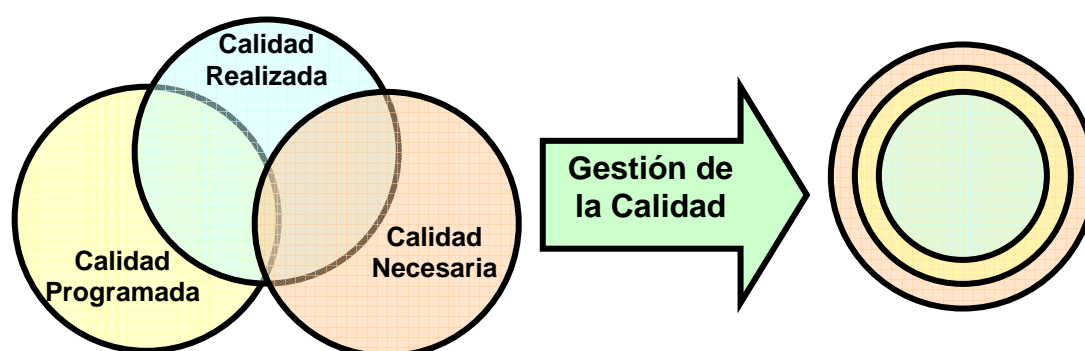 Calidad
Realizada
Calidad
Programada
Calidad
Necesaria
Gestión de
la Calidad